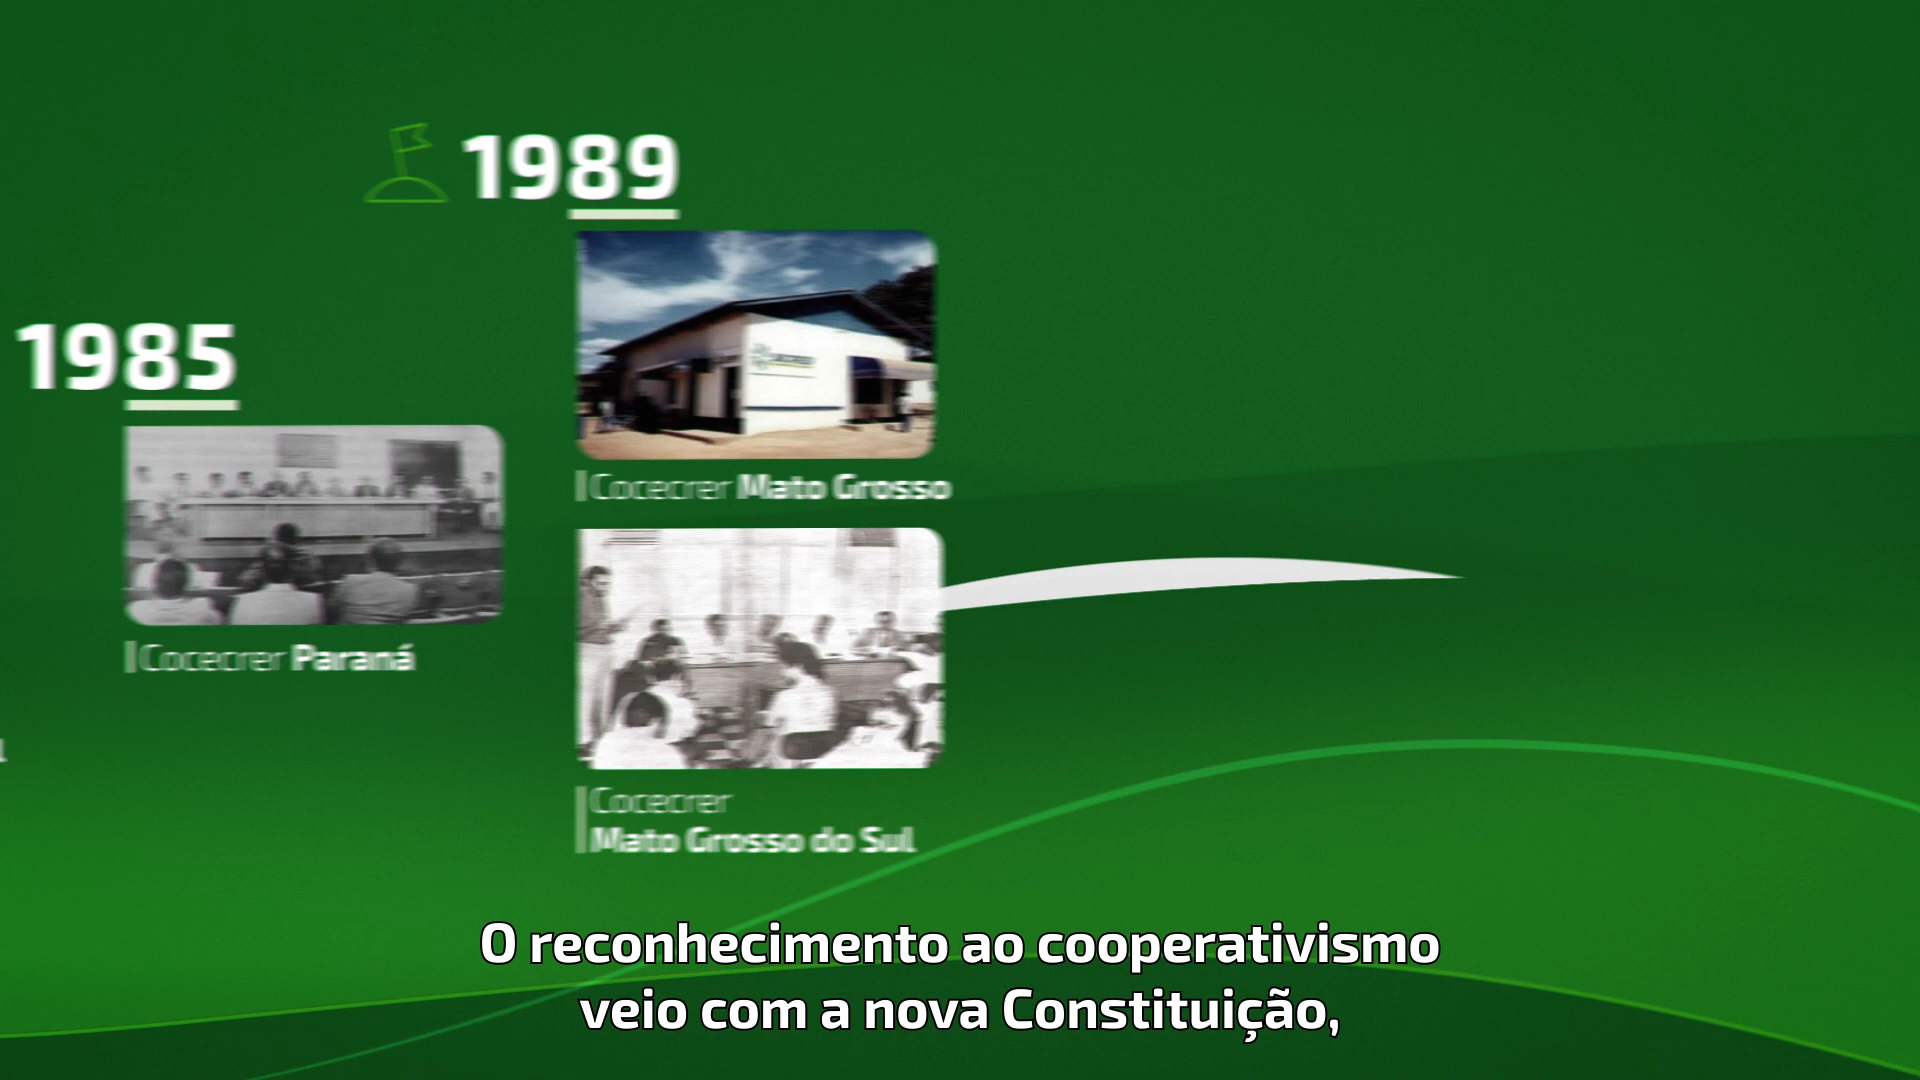 1985
Cocecrer Paraná
1989
Cocecrer Mato Grosso
Cocecrer
Mato Grosso do Sul
O reconhecimento ao cooperativismo
veio com a nova Constituição,